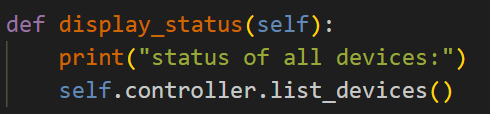 def display_status(self):
    print("status of all devices:")
    self.controller.list_devices()